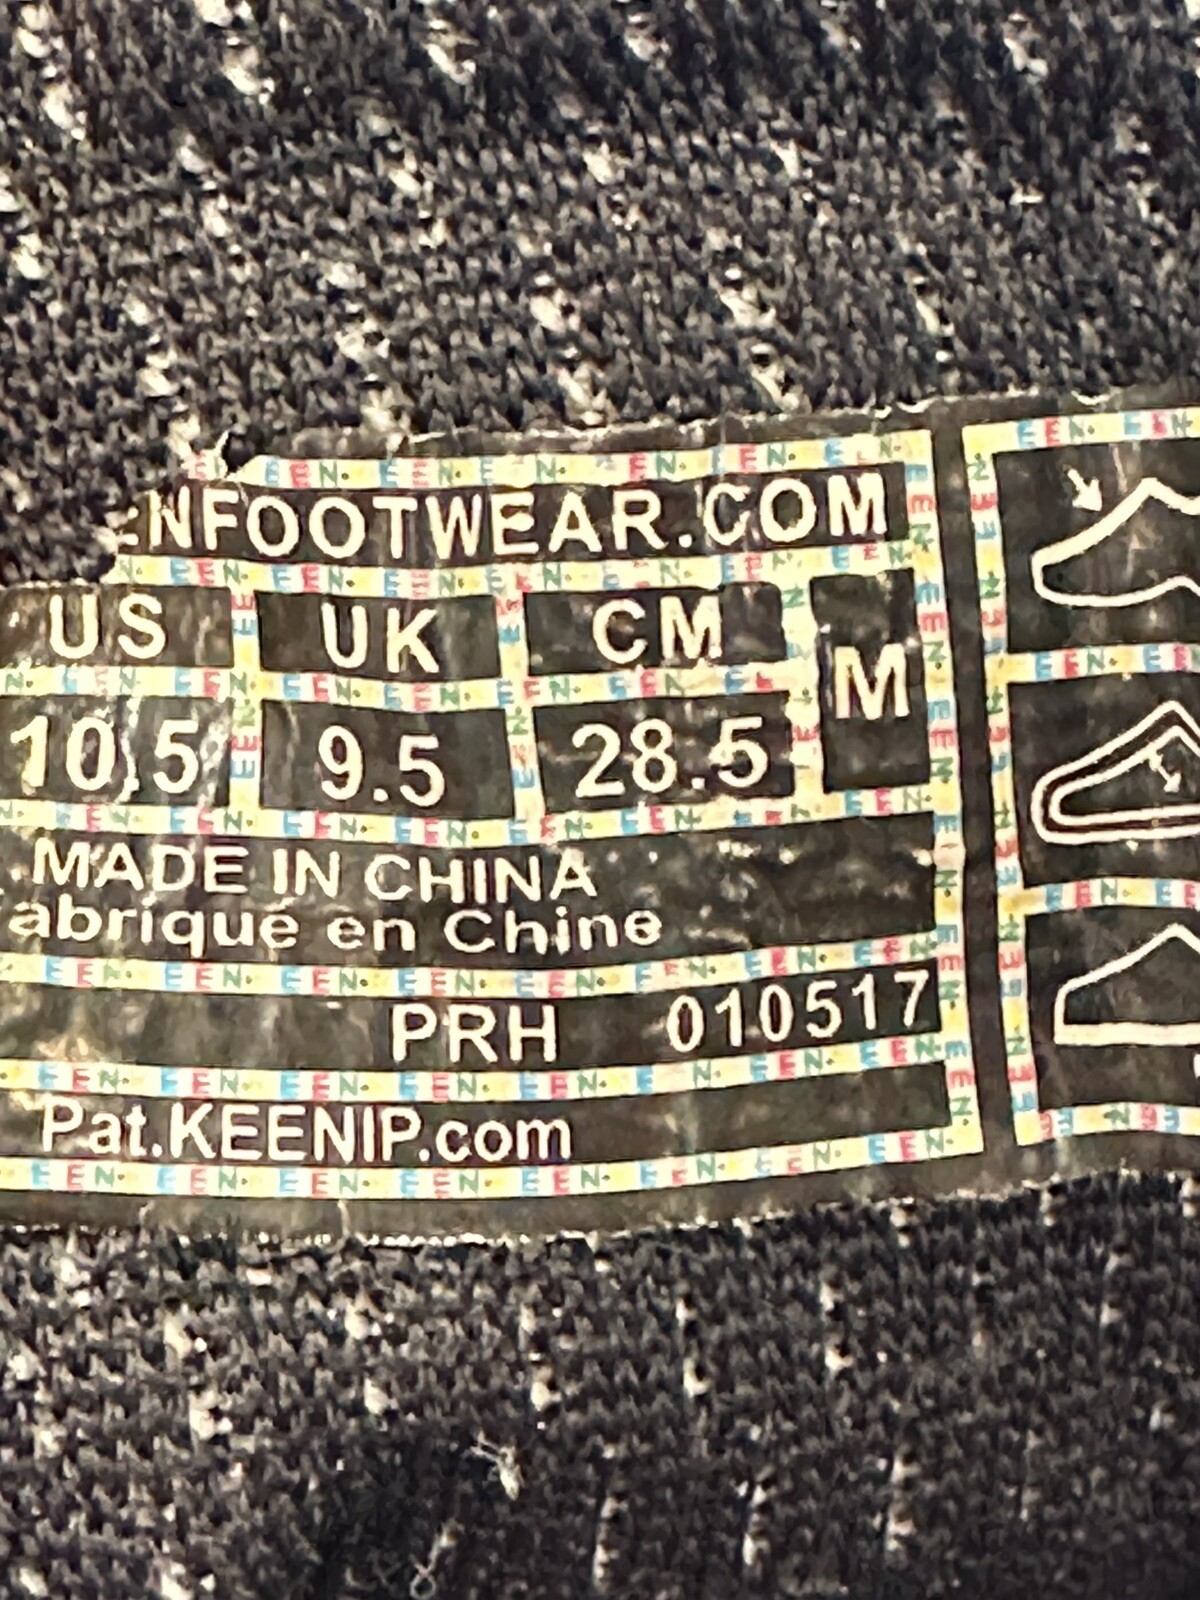 ENFOOTWEAR.COM
US UK CM M
10.5 9.5 28.5
MADE IN CHINA
abriqué en Chine
PRH 010517
Pat.KEENIP.com